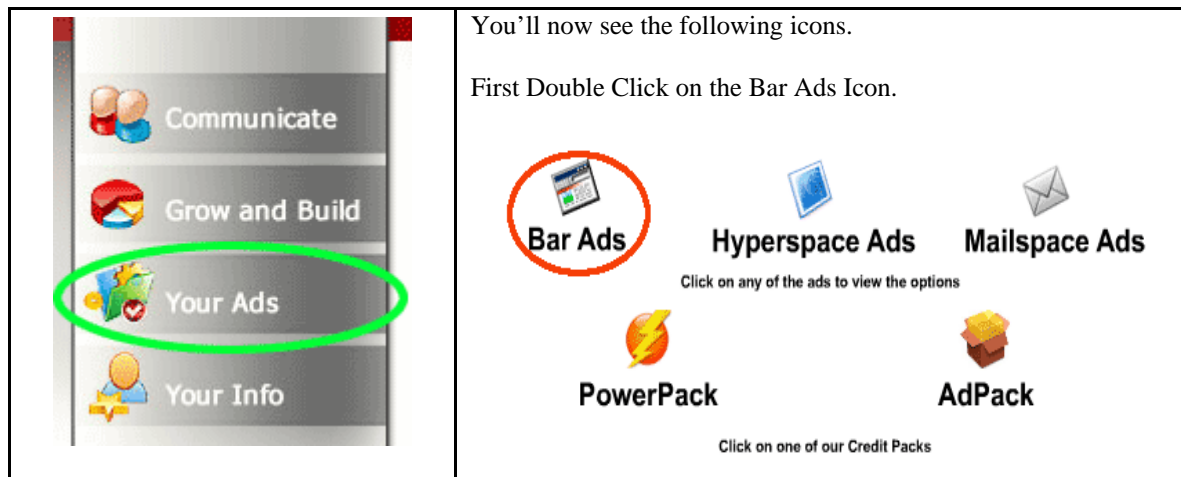 Communicate
Grow and Build
Your Ads
Your Info
You’ll now see the following icons.
First Double Click on the Bar Ads Icon.
Bar Ads
Hyperspace Ads
Mailspace Ads
Click on any of the ads to view the options
PowerPack
AdPack
Click on one of our Credit Packs